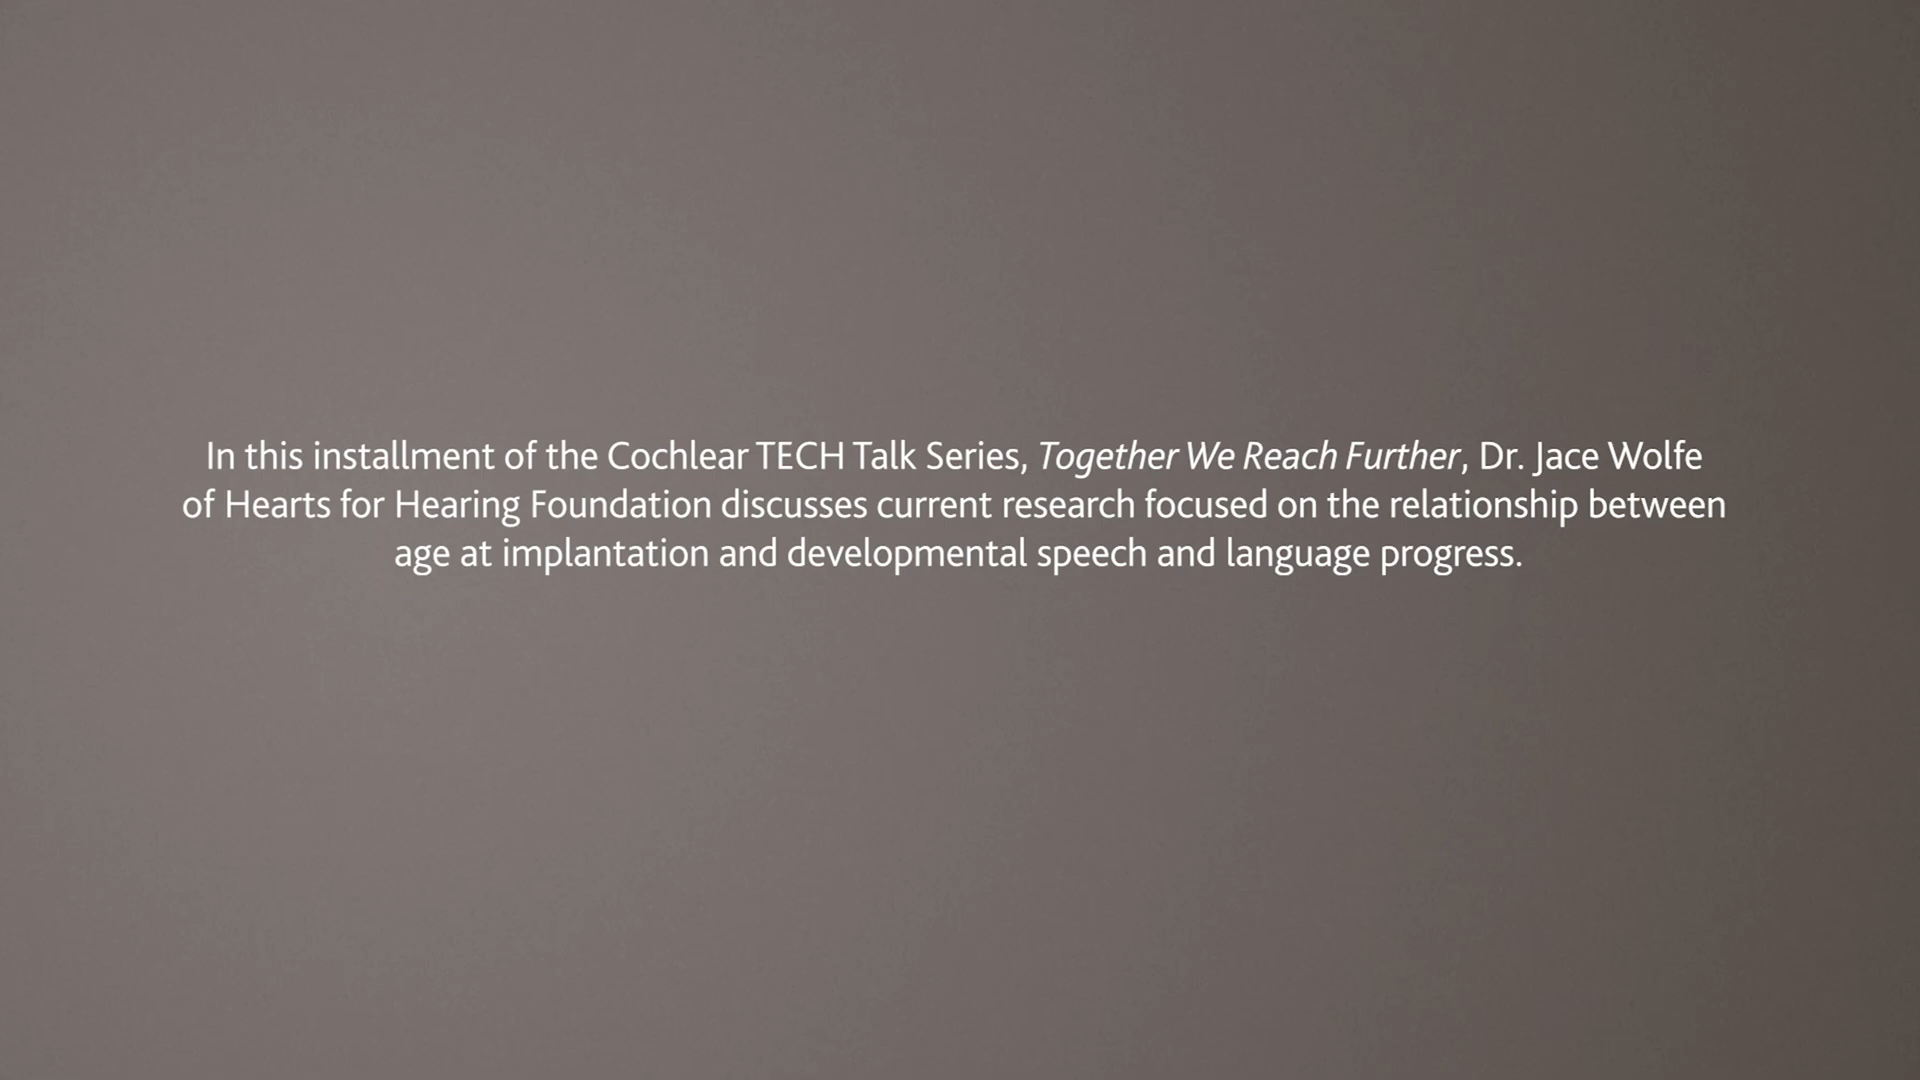 In this installment of the Cochlear TECH Talk Series, Together We Reach Further, Dr. Jace Wolfe
of Hearts for Hearing Foundation discusses current research focused on the relationship between
age at implantation and developmental speech and language progress.